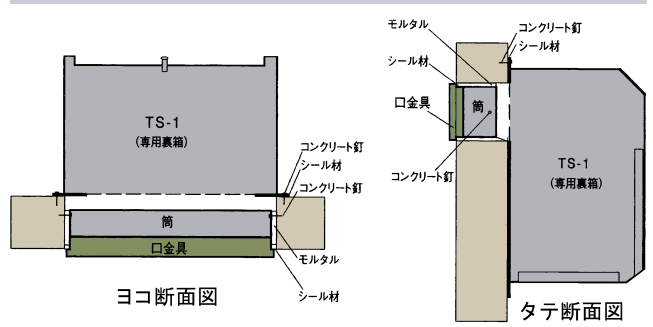 TS-1
(専用裏箱)
コンクリート釘
シール材
コンクリート釘
筒
口金具
モルタル
シール材
ヨコ断面図
モルタル
コンクリート釘
シール材
シール材
口金具
筒
コンクリート釘
TS-1
(専用裏箱)
タテ断面図